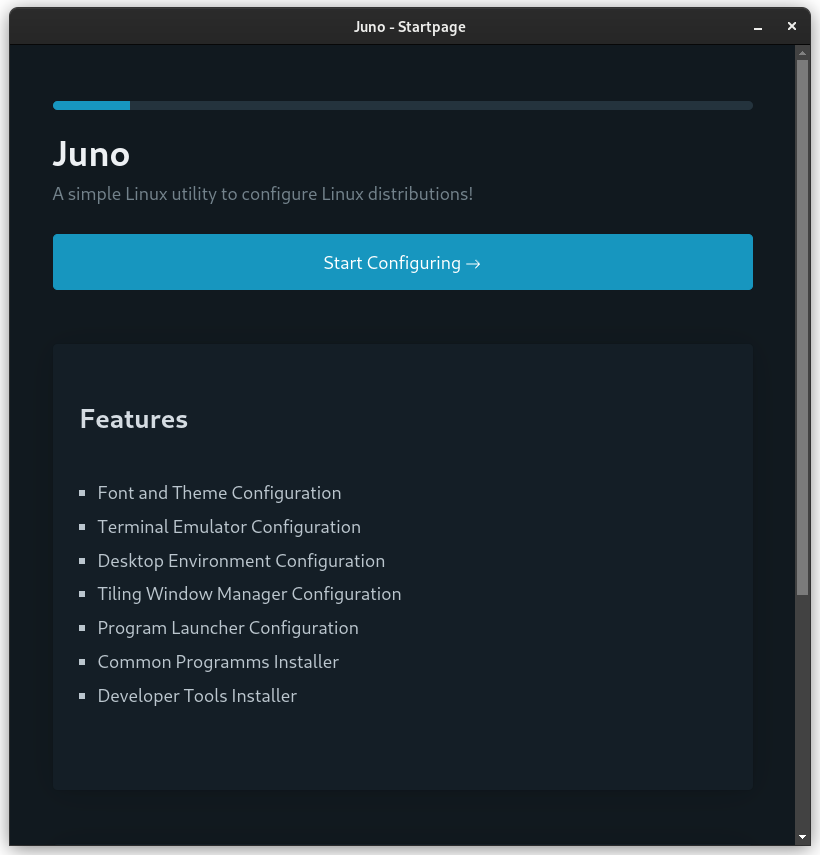 Juno - Startpage
Juno
A simple Linux utility to configure Linux distributions!
Start Configuring →
Features
Font and Theme Configuration
Terminal Emulator Configuration
Desktop Environment Configuration
Tiling Window Manager Configuration
Program Launcher Configuration
Common Programms Installer
Developer Tools Installer